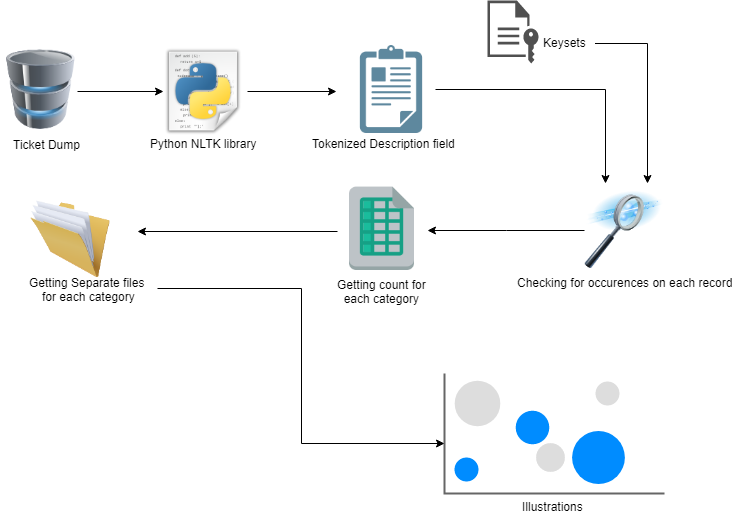 Keysets
Ticket Dump
Python NLTK library
Tokenized Description field
Getting Separate files
for each category
Getting count for
each category
Checking for occurences on each record
Illustrations